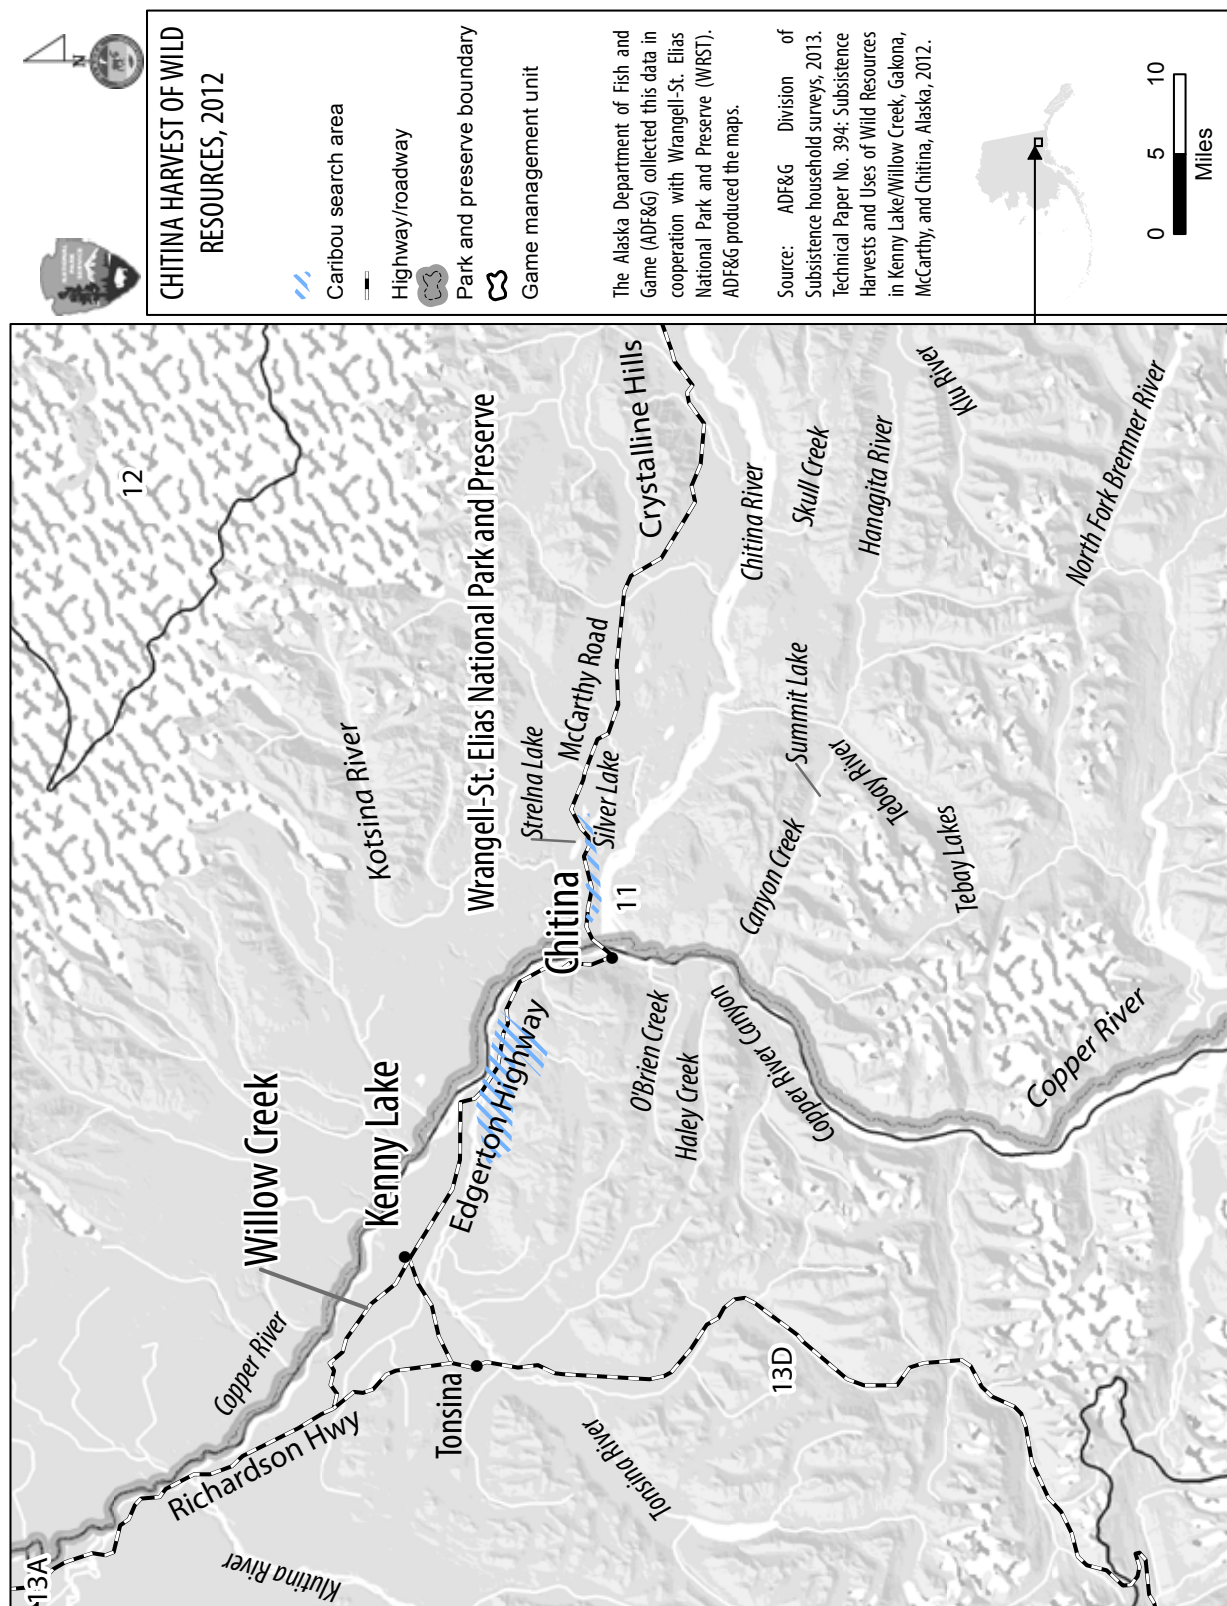 CHITINA HARVEST OF WILD
RESOURCES, 2012
N
Caribou search area
Highway/roadway
Park and preserve boundary
Game management unit
The Alaska Department of Fish and
Game (ADF&G) collected this data in
cooperation with Wrangell-St. Elias
National Park and Preserve (WRST).
ADF&G produced the maps.
Source: ADF&G Division of
Subsistence household surveys, 2013.
Technical Paper No. 394: Subsistence
Harvests and Uses of Wild Resources
in Kenny Lake/Willow Creek, Gakona,
McCarthy, and Chitina, Alaska, 2012.
0 5 10
Miles
13A
Klutina River
Richardson Hwy
Copper River
Willow Creek
Kenny Lake
Tonsina
Tonsina River
13D
Edgerton Highway
Chitina
11
O'Brien Creek
Haley Creek
Copper River Canyon
Copper River
Canyon Creek
Tebay Lakes
Tebay River
Summit Lake
Silver Lake
Strelna Lake
McCarthy Road
Kotsina River
Wrangell-St. Elias National Park and Preserve
12
Crystalline Hills
Chitina River
Skull Creek
Hanagita River
Klu River
North Fork Bremner River